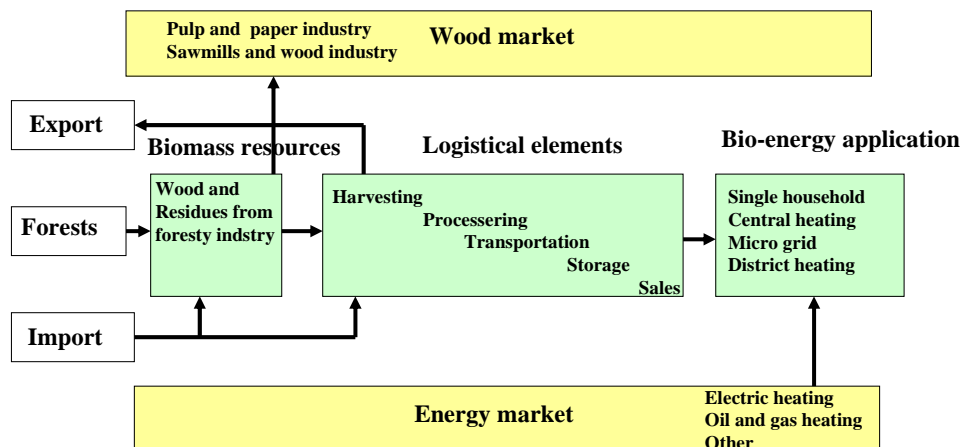 Pulp and paper industry
Sawmills and wood industry
Wood market
Export
Biomass resources
Logistical elements
Bio-energy application
Forests
Wood and
Residues from
foresty indstry
Harvesting
Processering
Transportation
Storage
Sales
Single household
Central heating
Micro grid
District heating
Import
Energy market
Electric heating
Oil and gas heating
Other